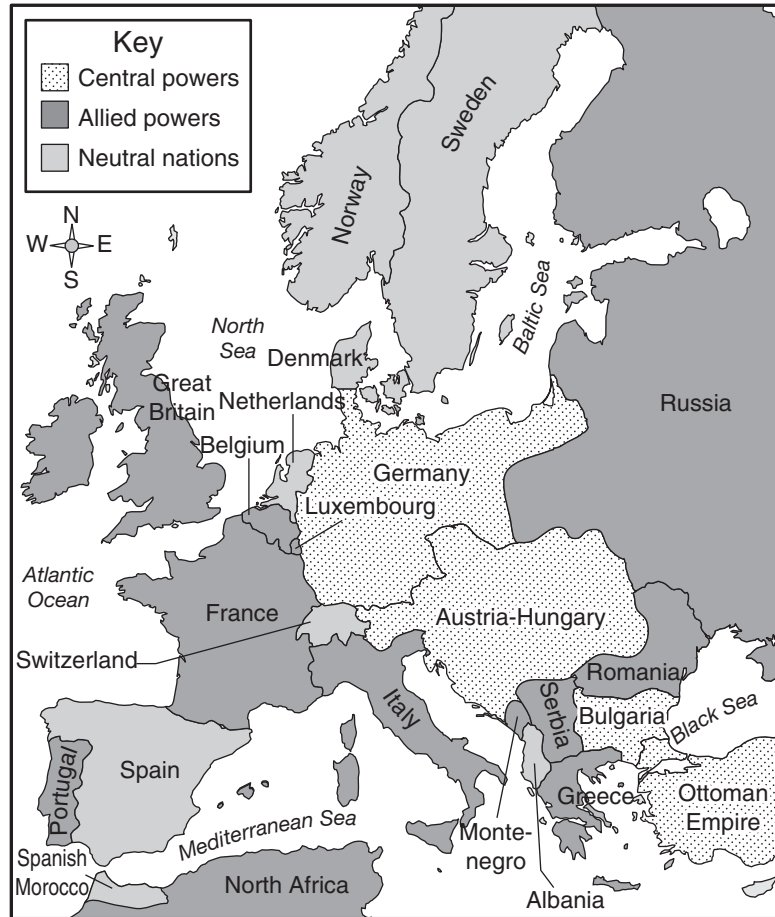 Key
Central powers
Allied powers
Neutral nations
N
W E
S
Norway
Sweden
North
Sea
Baltic Sea
Denmark
Great
Britain
Netherlands
Belgium
Russia
Germany
Luxembourg
Atlantic
Ocean
France
Austria-Hungary
Switzerland
Romania
Italy
Serbia
Bulgaria
Black Sea
Portugal
Spain
Greece
Ottoman
Empire
Mediterranean Sea
Monte-
negro
Spanish
Morocco
North Africa
Albania